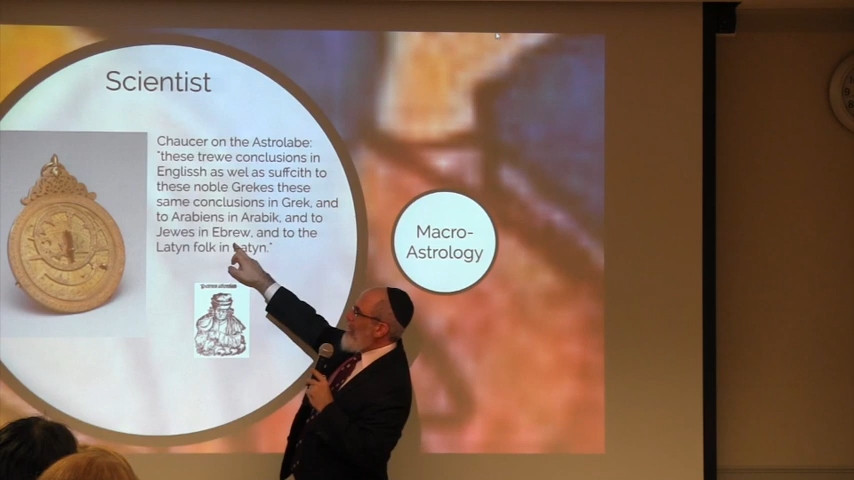 Scientist
Chaucer on the Astrolabe:
"these trewe conclusions in
Englissh as wel as suffcith to
these noble Grekes these
same conclusions in Grek, and
to Arabiens in Arabik, and to
Jewes in Ebrew, and to the
Latyn folk in Latyn."
Macro-
Astrology